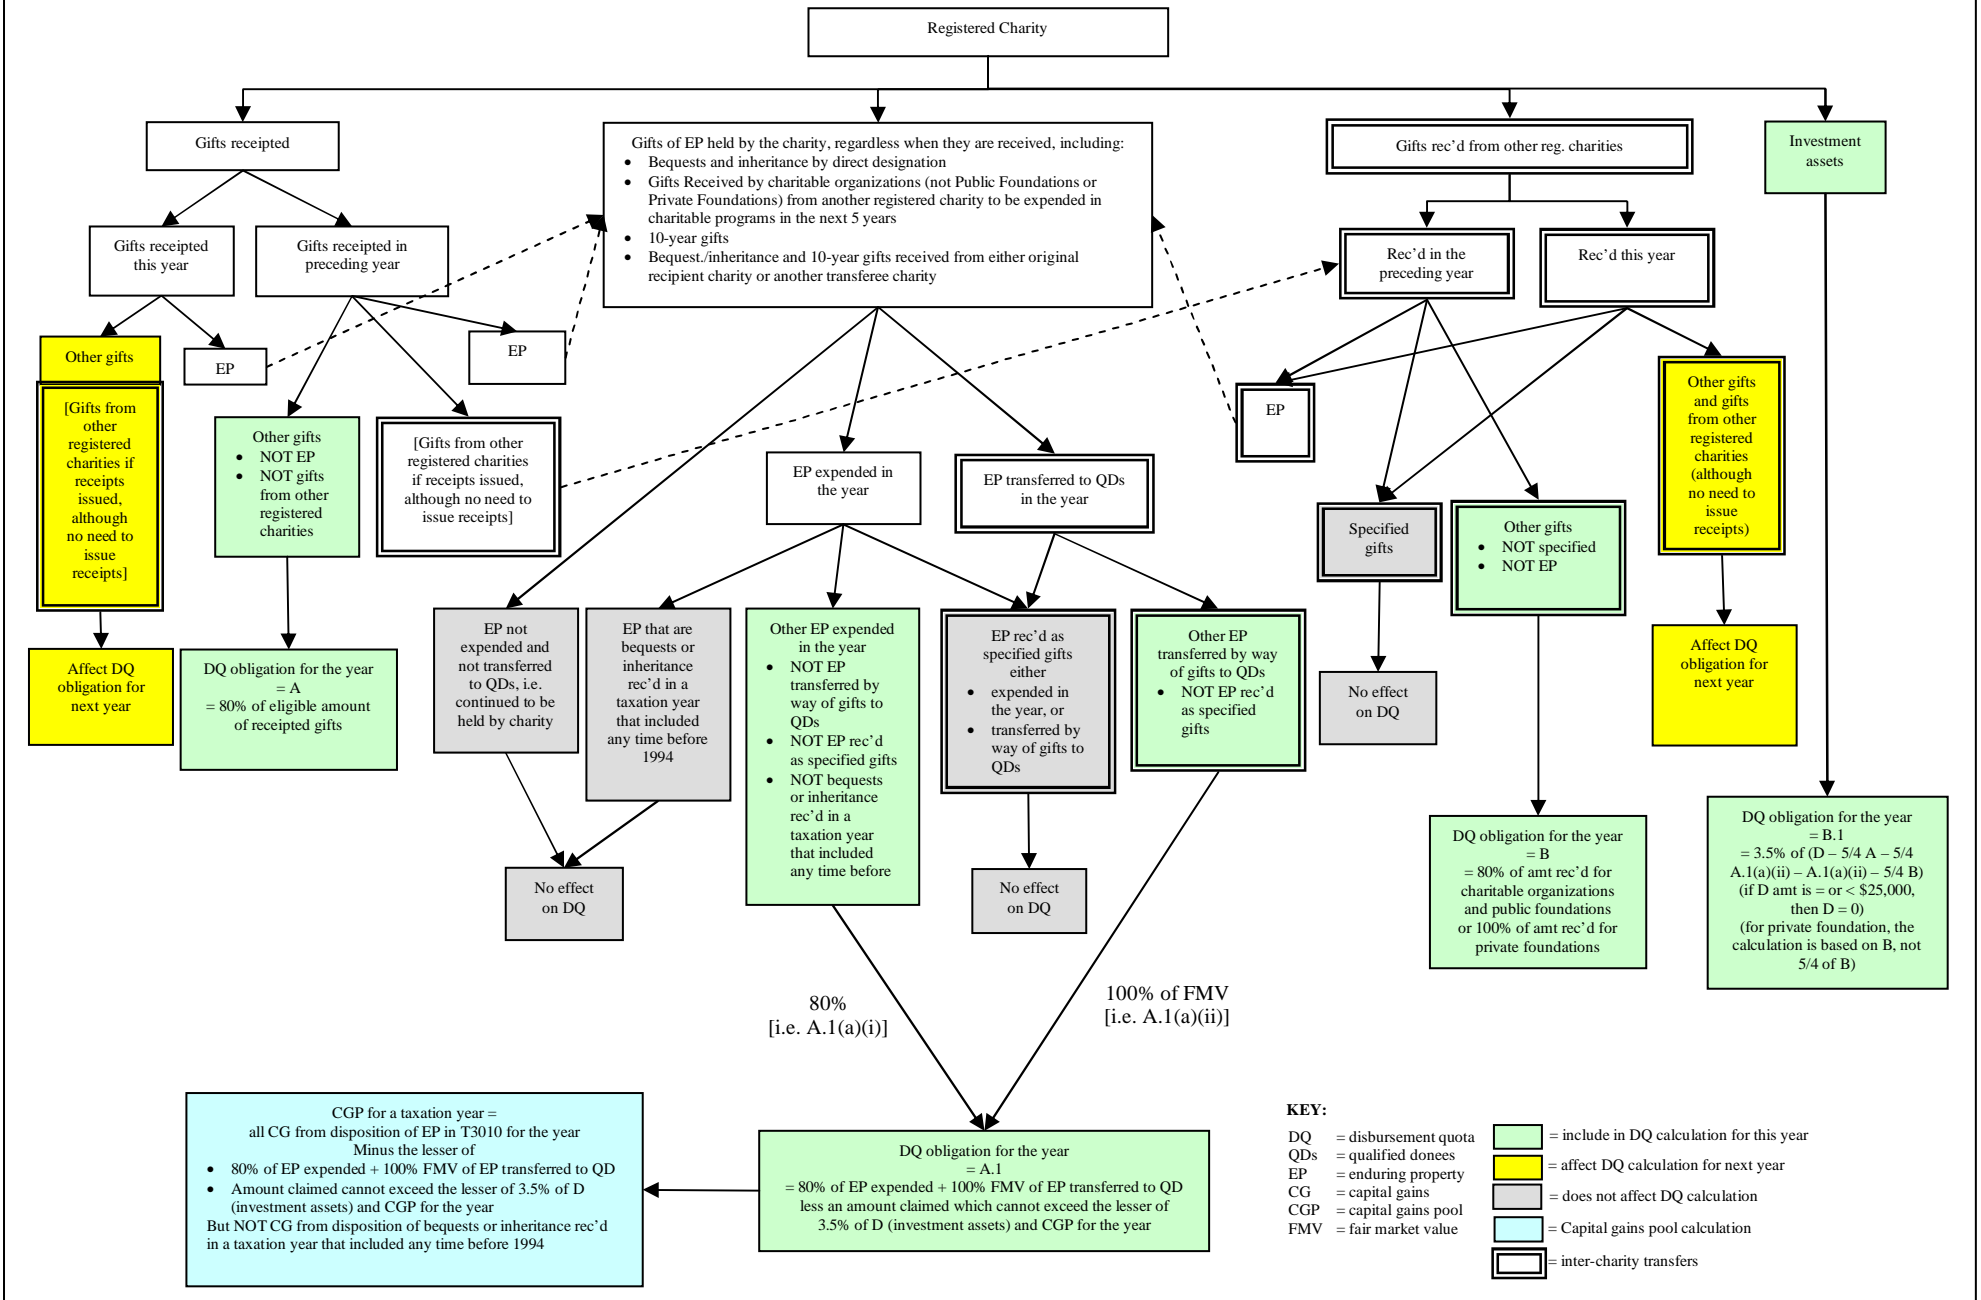 Registered Charity
Gifts receipted
Gifts of EP held by the charity, regardless when they are received, including:
• Bequests and inheritance by direct designation
• Gifts Received by charitable organizations (not Public Foundations or
Private Foundations) from another registered charity to be expended in
charitable programs in the next 5 years
• 10-year gifts
• Bequest./inheritance and 10-year gifts received from either original
recipient charity or another transferee charity
Gifts rec’d from other reg. charities
Investment
assets
Gifts receipted
this year
Gifts receipted in
preceding year
Rec’d in the
preceding year
Rec’d this year
Other gifts
[Gifts from
other
registered
charities if
receipts
issued,
although
no need to
issue
receipts]
EP
Other gifts
• NOT EP
• NOT gifts
from other
registered
charities
[Gifts from other
registered charities
if receipts issued,
although no need to
issue receipts]
EP
EP expended in
the year
EP transferred to QDs
in the year
EP
Specified
gifts
Other gifts
• NOT specified
• NOT EP
Other gifts
and gifts
from other
registered
charities
(although
no need to
issue
receipts)
Affect DQ
obligation for
next year
DQ obligation for the year
= A
= 80% of eligible amount
of receipted gifts
EP not
expended and
not transferred
to QDs, i.e.
continued to be
held by charity
EP that are
bequests or
inheritance
rec’d in a
taxation year
that included
any time before
1994
Other EP expended
in the year
• NOT EP
transferred by
way of gifts to
QDs
• NOT EP rec’d
as specified
gifts
• NOT bequests
or inheritance
rec’d in a
taxation year
that included
any time before
EP rec’d as
specified gifts
either
• expended in
the year, or
• transferred by
way of gifts to
QDs
Other EP
transferred by way
of gifts to QDs
• NOT EP rec’d
as specified
gifts
No effect
on DQ
Affect DQ
obligation for
next year
No effect
on DQ
No effect
on DQ
DQ obligation for the year
= B
= 80% of amt rec’d for
charitable organizations
and public foundations
or 100% of amt rec’d for
private foundations
DQ obligation for the year
= B.1
= 3.5% of (D – 5/4 A – 5/4
A.1(a)(ii) – A.1(a)(ii) – 5/4 B)
(if D amt is = or < $25,000,
then D = 0)
(for private foundation, the
calculation is based on B, not
5/4 of B)
80%
[i.e. A.1(a)(i)]
100% of FMV
[i.e. A.1(a)(ii)]
CGP for a taxation year =
all CG from disposition of EP in T3010 for the year
Minus the lesser of
• 80% of EP expended + 100% FMV of EP transferred to QD
• Amount claimed cannot exceed the lesser of 3.5% of D
(investment assets) and CGP for the year
But NOT CG from disposition of bequests or inheritance rec’d
in a taxation year that included any time before 1994
DQ obligation for the year
= A.1
= 80% of EP expended + 100% FMV of EP transferred to QD
less an amount claimed which cannot exceed the lesser of
3.5% of D (investment assets) and CGP for the year
KEY:
DQ = disbursement quota
QDs = qualified donees
EP = enduring property
CG = capital gains
CGP = capital gains pool
FMV = fair market value
= include in DQ calculation for this year
= affect DQ calculation for next year
= does not affect DQ calculation
= Capital gains pool calculation
= inter-charity transfers